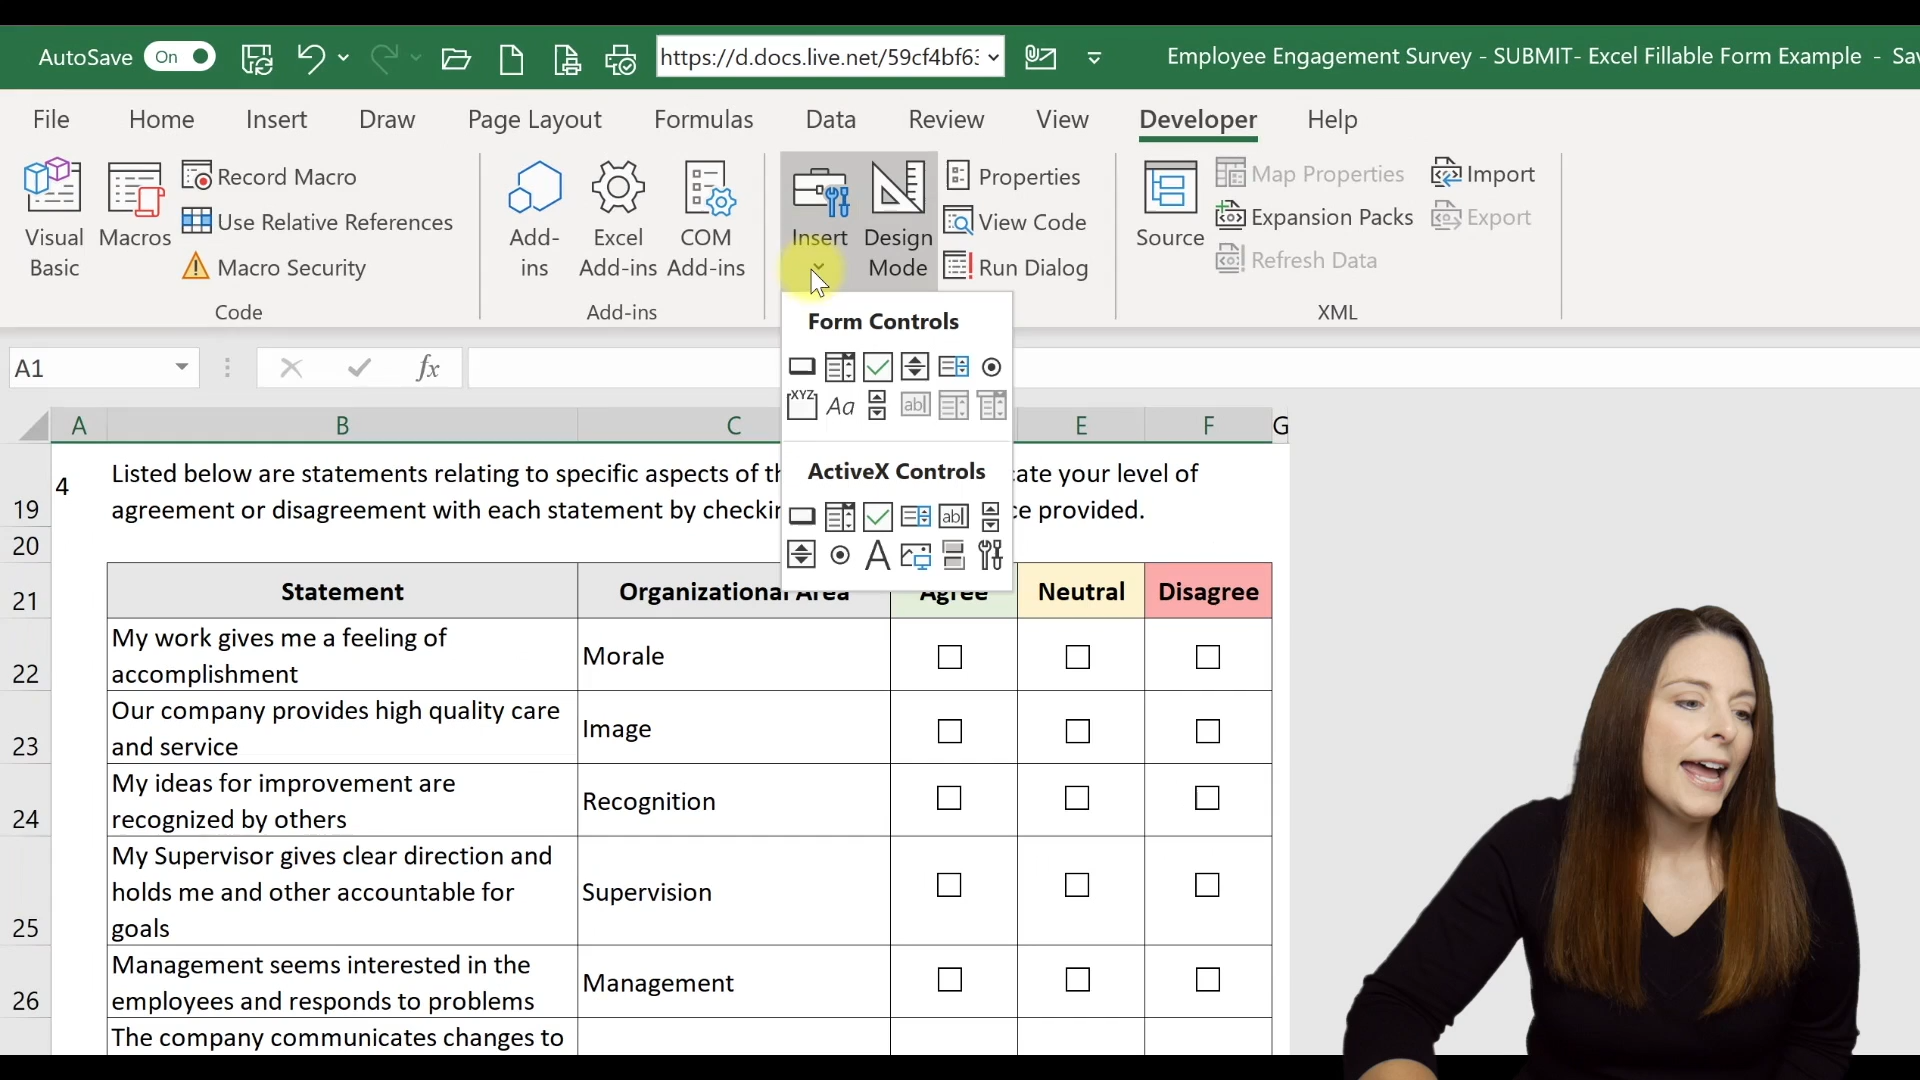 AutoSave On https://d.docs.live.net/59cf4bf6 Employee Engagement Survey - SUBMIT- Excel Fillable Form Example - Sav
File Home Insert Draw Page Layout Formulas Data Review View Developer Help
Visual Basic
Macros
Record Macro
Use Relative References
Macro Security
Code
Add-ins
Excel Add-ins
COM Add-ins
Add-ins
Insert
Design Mode
Properties
View Code
Run Dialog
Source
Map Properties
Expansion Packs
Refresh Data
Import
Export
XML
Form Controls
XYZ Aa ab
ActiveX Controls
ab
A
A1 fx
A B C E F G
19 4 Listed below are statements relating to specific aspects of th cate your level of
agreement or disagreement with each statement by checkin ce provided.
20
21 Statement Organizational Area Agree Neutral Disagree
22 My work gives me a feeling of
accomplishment Morale
23 Our company provides high quality care
and service Image
24 My ideas for improvement are
recognized by others Recognition
25 My Supervisor gives clear direction and
holds me and other accountable for
goals Supervision
26 Management seems interested in the
employees and responds to problems Management
The company communicates changes to